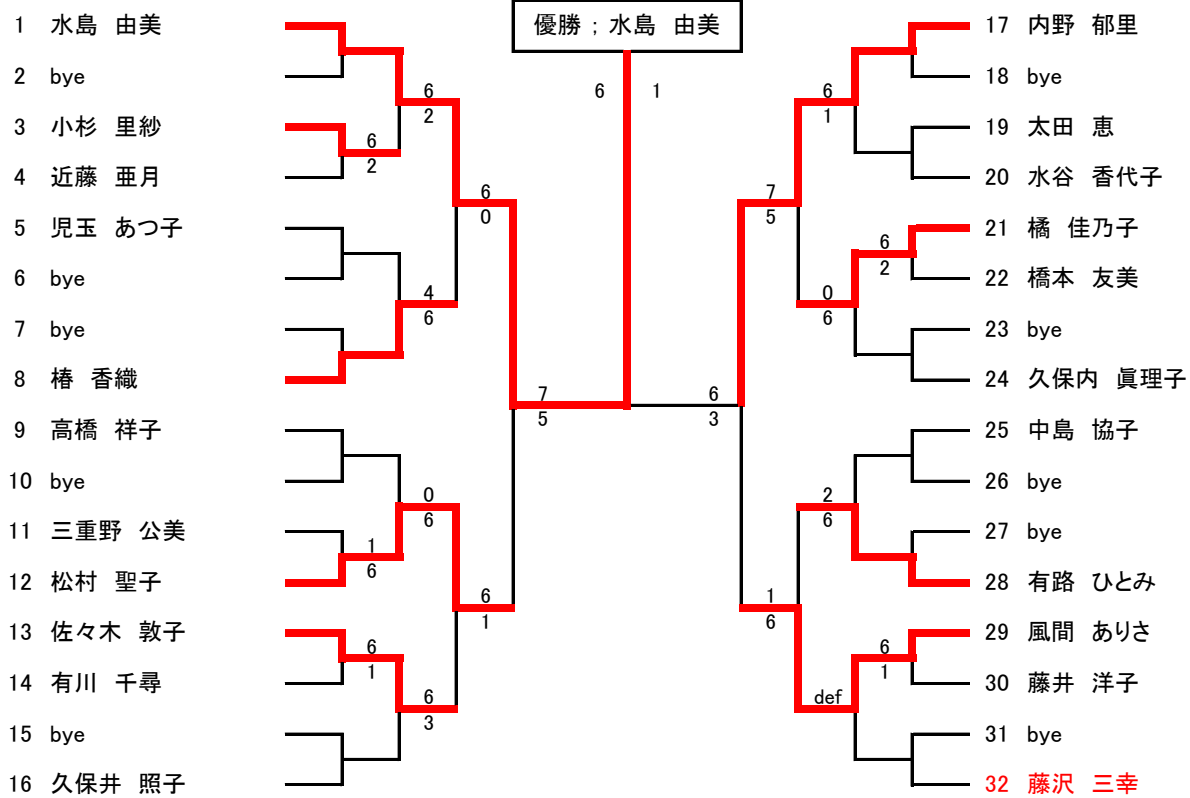 優勝 ; 水島 由美
1 水島 由美
2 bye
3 小杉 里紗
4 近藤 亜月
5 児玉 あつ子
6 bye
7 bye
8 椿 香織
9 高橋 祥子
10 bye
11 三重野 公美
12 松村 聖子
13 佐々木 敦子
14 有川 千尋
15 bye
16 久保井 照子
6
2
6
2
4
6
0
6
1
6
6
1
6
3
6
0
6
1
7
5
6 1
6
3
7
5
1
6
6
1
0
6
2
6
def
6
2
6
1
17 内野 郁里
18 bye
19 太田 恵
20 水谷 香代子
21 橘 佳乃子
22 橋本 友美
23 bye
24 久保内 眞理子
25 中島 協子
26 bye
27 bye
28 有路 ひとみ
29 風間 ありさ
30 藤井 洋子
31 bye
32 藤沢 三幸